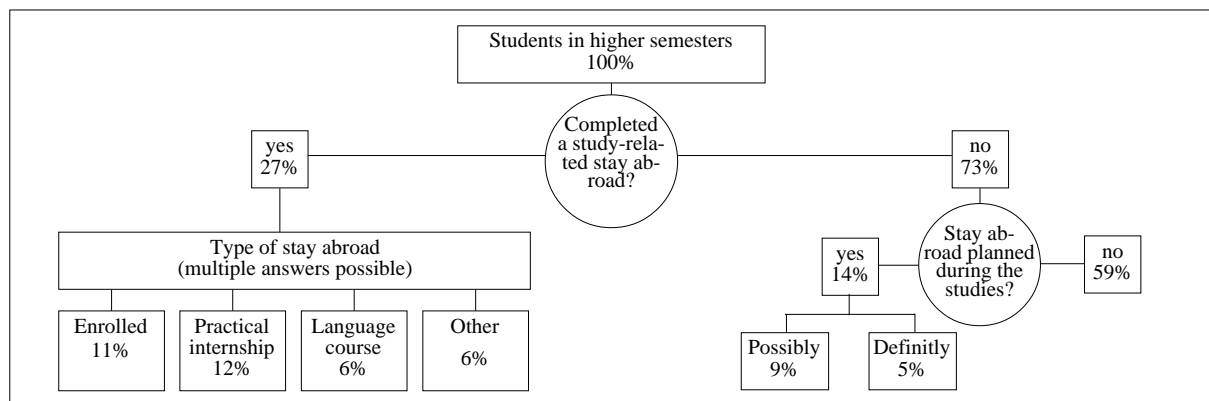 Students in higher semesters
100%
Completed
a study-rela-
ted stay ab-
road?
yes
27%
no
73%
Type of stay abroad
(multiple answers possible)
Stay ab-
road planned
during the
studies?
yes
14%
no
59%
Enrolled
11%
Practical
internship
12%
Language
course
6%
Other
6%
Possibly
9%
Definitly
5%